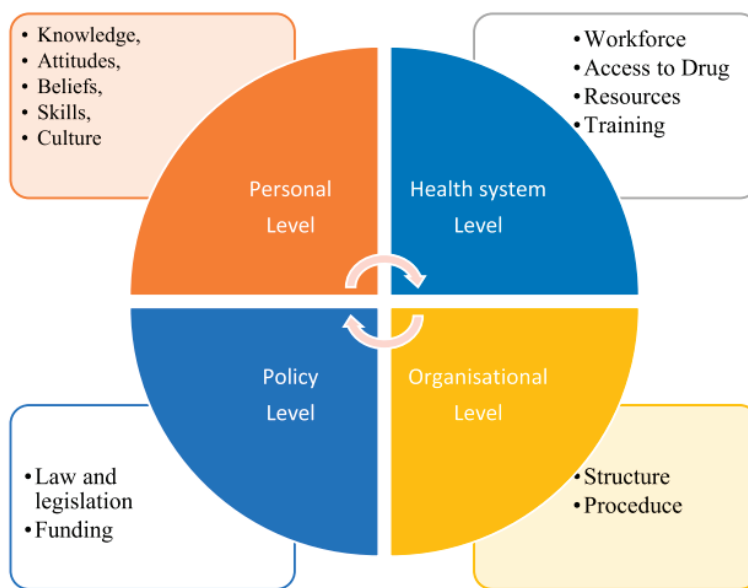 • Knowledge,
• Attitudes,
• Beliefs,
• Skills,
• Culture
•Workforce
•Access to Drug
•Resources
•Training
Personal
Level
Health system
Level
Policy
Level
Organisational
Level
•Law and
legislation
•Funding
•Structure
•Proceduce